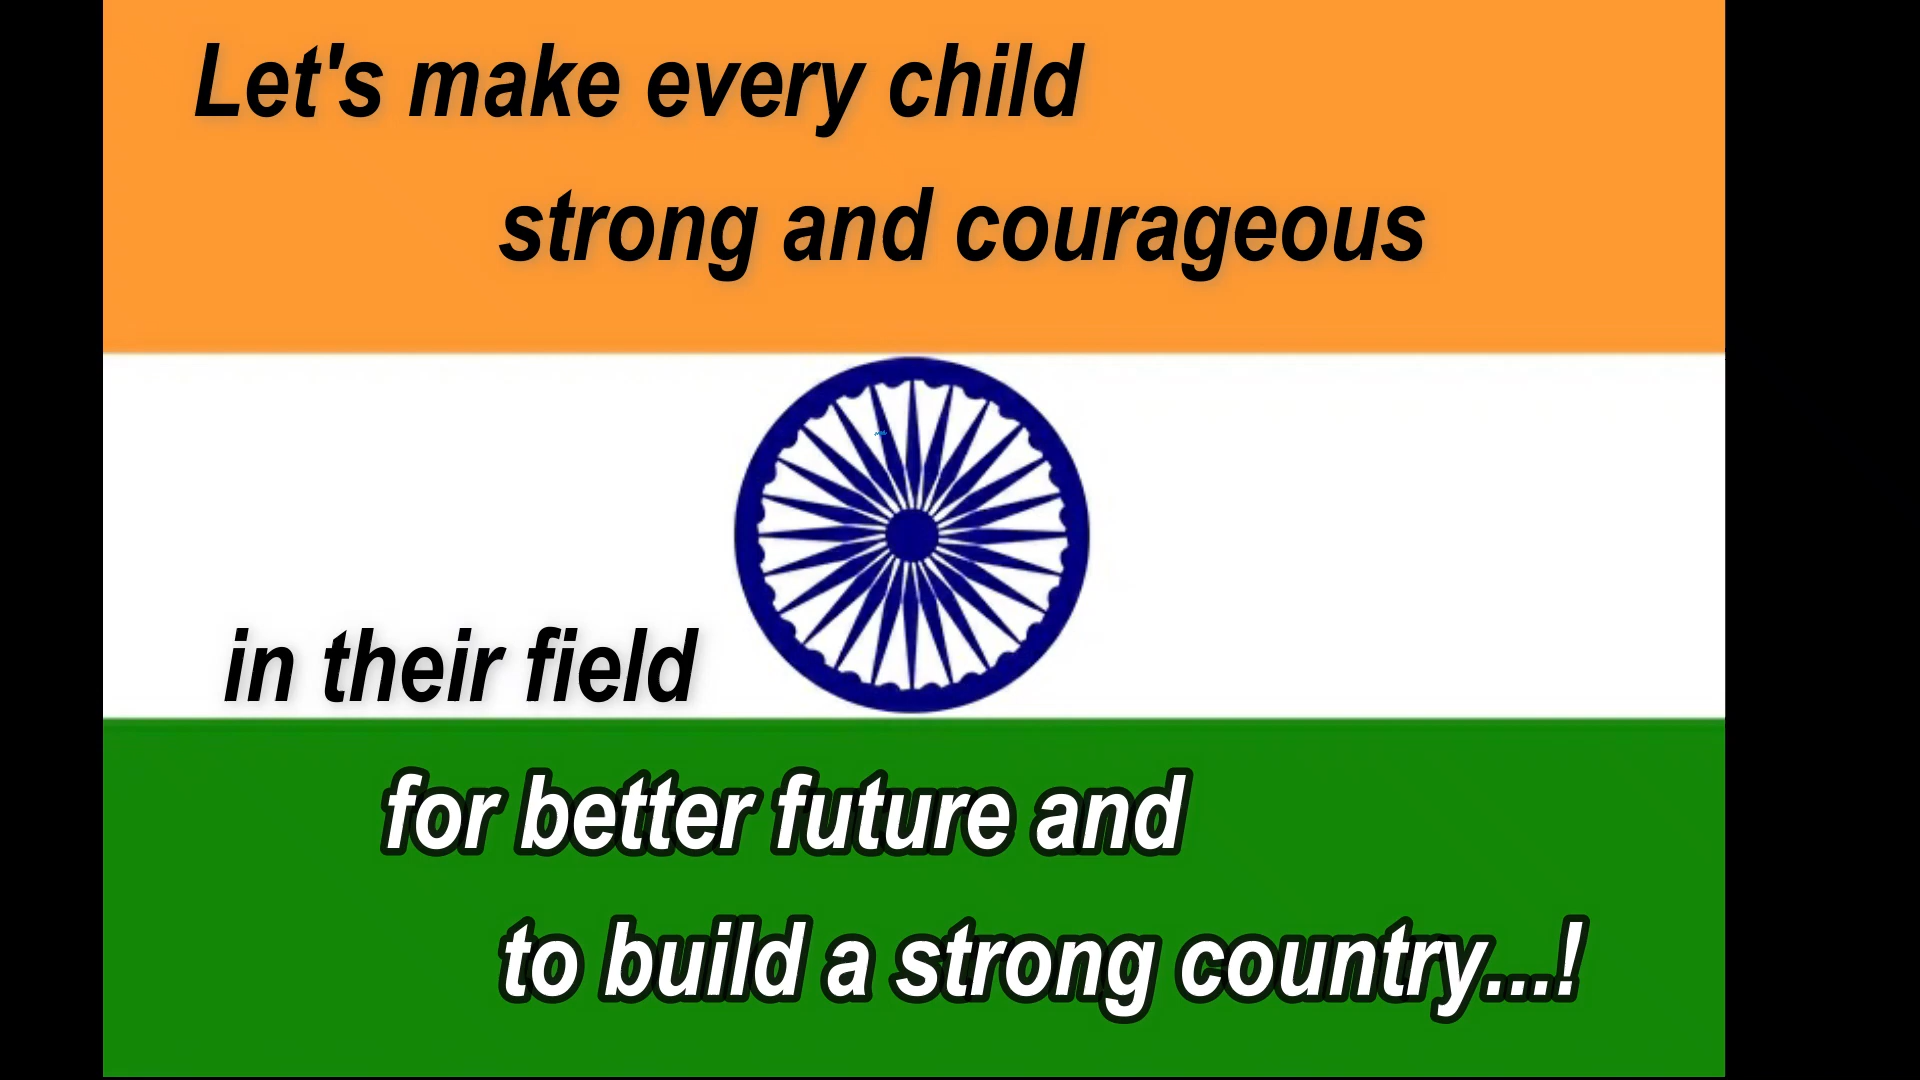 Let's make every child
strong and courageous
in their field
for better future and
to build a strong country...!